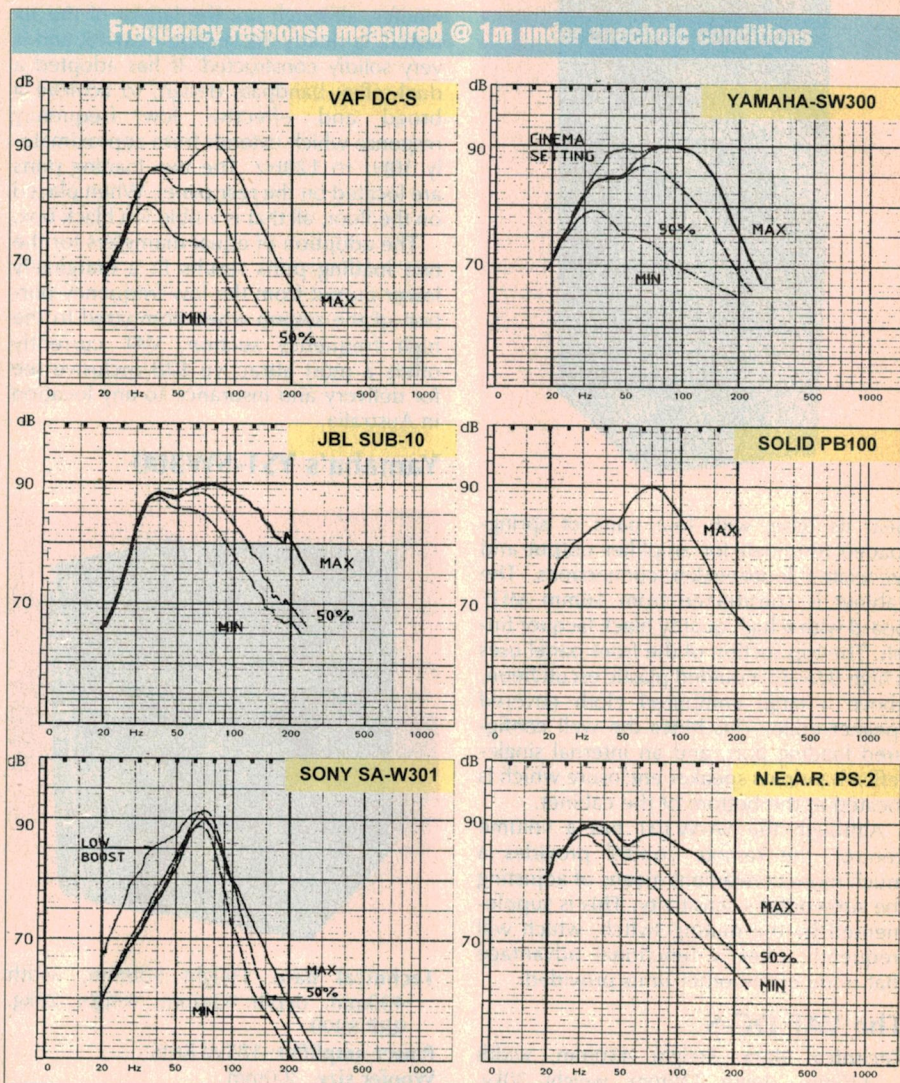 Frequency response measured @ 1m under anechoic conditions
dB
VAF DC-S
90
70
MAX
MIN
50%
0 20 Hz 50 100 200 500 1000
dB
YAMAHA-SW300
90
CINEMA
SETTING
50%
MAX
70
MIN
0 20 Hz 50 100 200 500 1000
dB
JBL SUB-10
90
MAX
70
50%
MIN
0 20 Hz 50 100 200 500 1000
dB
SOLID PB100
90
MAX.
70
0 20 Hz 50 100 200 500 1000
dB
SONY SA-W301
90
LOW
BOOST
70
MAX
50%
MIN
0 20 Hz 50 100 200 500 1000
dB
N.E.A.R. PS-2
90
MAX
70
50%
MIN
0 20 Hz 50 100 200 500 1000